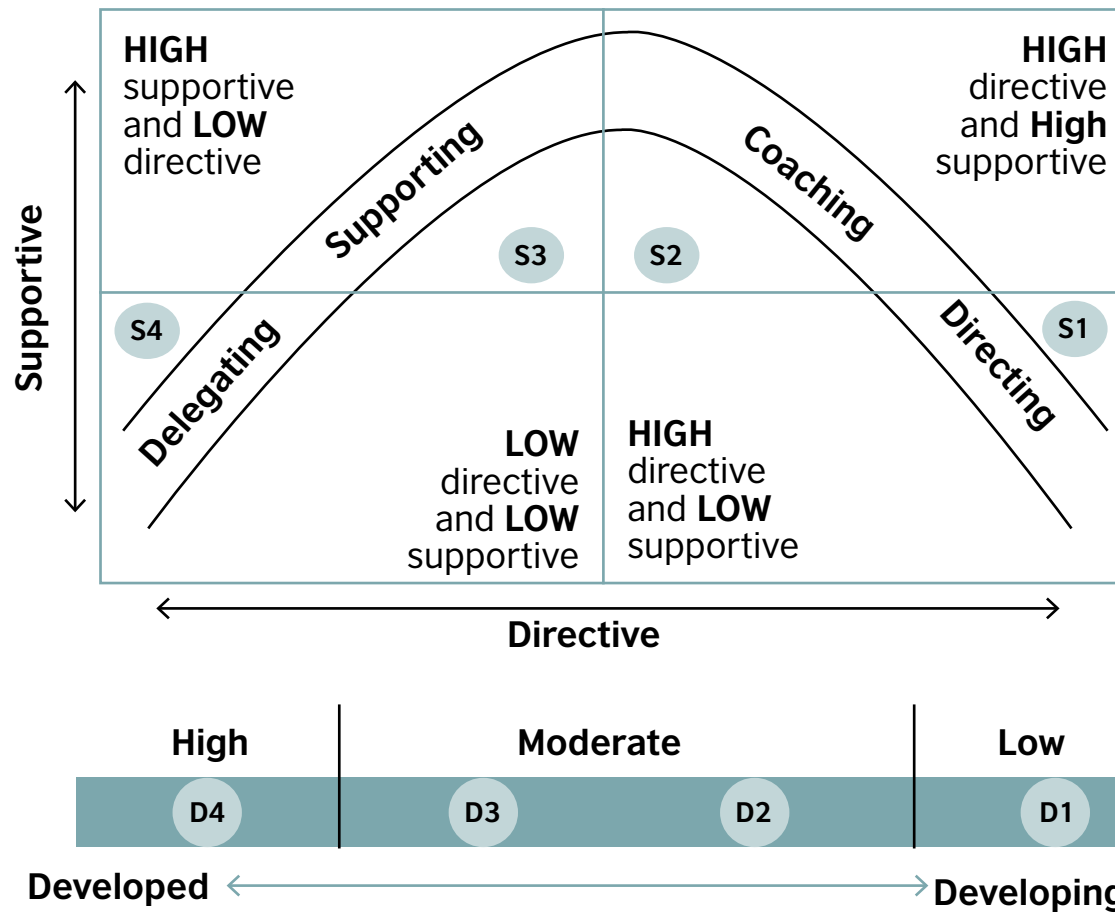 HIGH
supportive
and LOW
directive
HIGH
directive
and High
supportive
Supporting
Coaching
S3
S2
Supportive
S4
S1
Delegating
Directing
LOW
directive
and LOW
supportive
HIGH
directive
and LOW
supportive
Directive
High
Moderate
Low
D4
D3
D2
D1
Developed
Developing